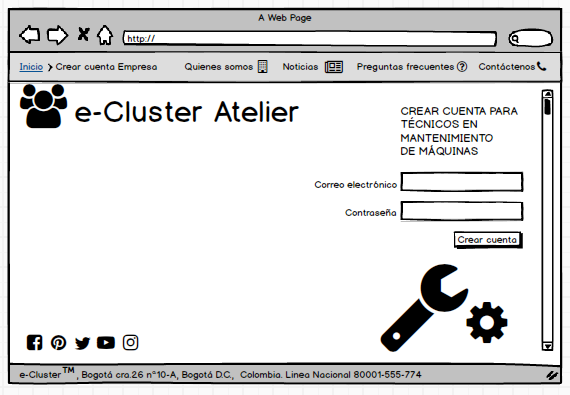 A Web Page
http://
Inicio Crear cuenta Empresa Quienes somos Noticias Preguntas frecuentes Contáctenos
e-Cluster Atelier
CREAR CUENTA PARA
TÉCNICOS EN
MANTENIMIENTO
DE MÁQUINAS
Correo electrónico
Contraseña
Crear cuenta
e-Cluster™, Bogotá cra.26 n°10-A, Bogotá D.C., Colombia. Linea Nacional 80001-555-774